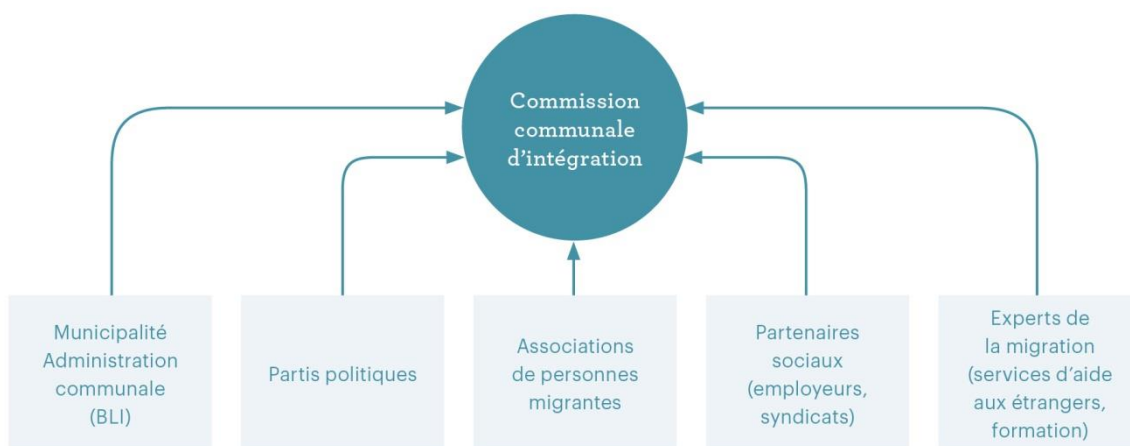 Commission
communale
d’intégration
Municipalité
Administration
communale
(BLI)
Partis politiques
Associations
de personnes
migrantes
Partenaires
sociaux
(employeurs,
syndicats)
Experts de
la migration
(services d’aide
aux étrangers,
formation)